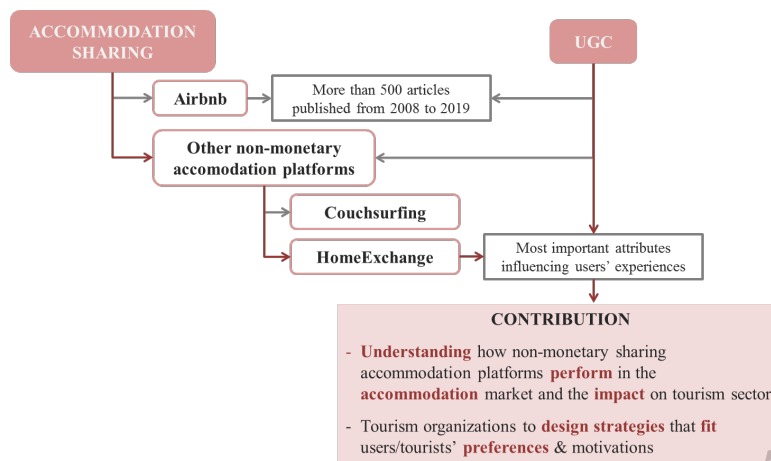 ACCOMMODATION
SHARING
UGC
Airbnb
More than 500 articles
published from 2008 to 2019
Other non-monetary
accomodation platforms
Couchsurfing
HomeExchange
Most important attributes
influencing users' experiences
CONTRIBUTION
- Understanding how non-monetary sharing
accommodation platforms perform in the
accommodation market and the impact on tourism sector
- Tourism organizations to design strategies that fit
users/tourists' preferences & motivations